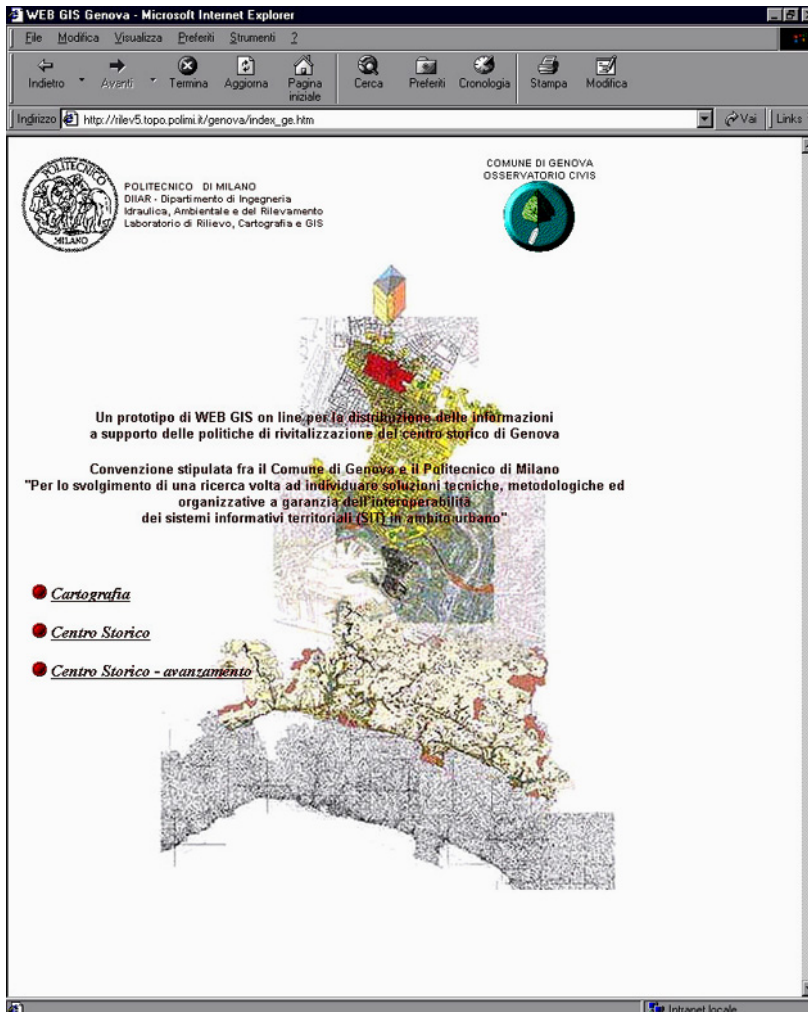 WEB GIS Genova - Microsoft Internet Explorer
File Modifica Visualizza Preferiti Strumenti ?
Indietro Avanti Termina Aggiorna Pagina iniziale Cerca Preferiti Cronologia Stampa Modifica
Indirizzo http://rilev5.topo.polimi.it/genova/index_ge.htm Vai Links
POLITECNICO
MILANO
POLITECNICO DI MILANO
DIIAR - Dipartimento di Ingegneria
Idraulica, Ambientale e del Rilevamento
Laboratorio di Rilievo, Cartografia e GIS
COMUNE DI GENOVA
OSSERVATORIO CIVIS
Un prototipo di WEB GIS on line per la distribuzione delle informazioni
a supporto delle politiche di rivitalizzazione del centro storico di Genova
Convenzione stipulata fra il Comune di Genova e il Politecnico di Milano
"Per lo svolgimento di una ricerca volta ad individuare soluzioni tecniche, metodologiche ed
organizzative a garanzia dell'interoperabilità
dei sistemi informativi territoriali (SIT) in ambito urbano"
Cartografia
Centro Storico
Centro Storico - avanzamento
Intranet locale